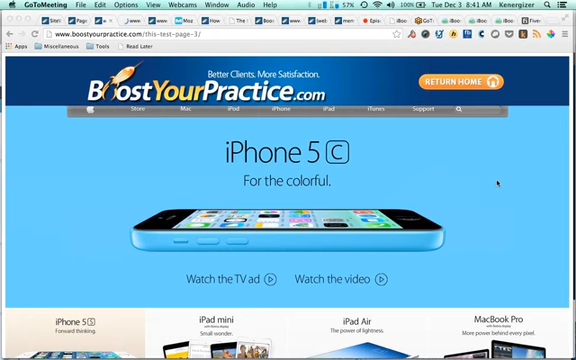 GoToMeeting File Edit Options View Webcams Window Help 57% 100% Tue Dec 3 8:41 AM Kenergizer
www.boostyourpractice.com/this-test-page-3/
Apps Miscellaneous Tools Read Later
Better Clients. More Satisfaction.
BoostYourPractice.com
RETURN HOME
Store Mac iPod iPhone iPad iTunes Support
iPhone 5C
For the colorful.
Watch the TV ad Watch the video
iPhone 5S iPad mini iPad Air MacBook Pro
Forward thinking. Small wonder. The power of lightness. More power behind every pixel.